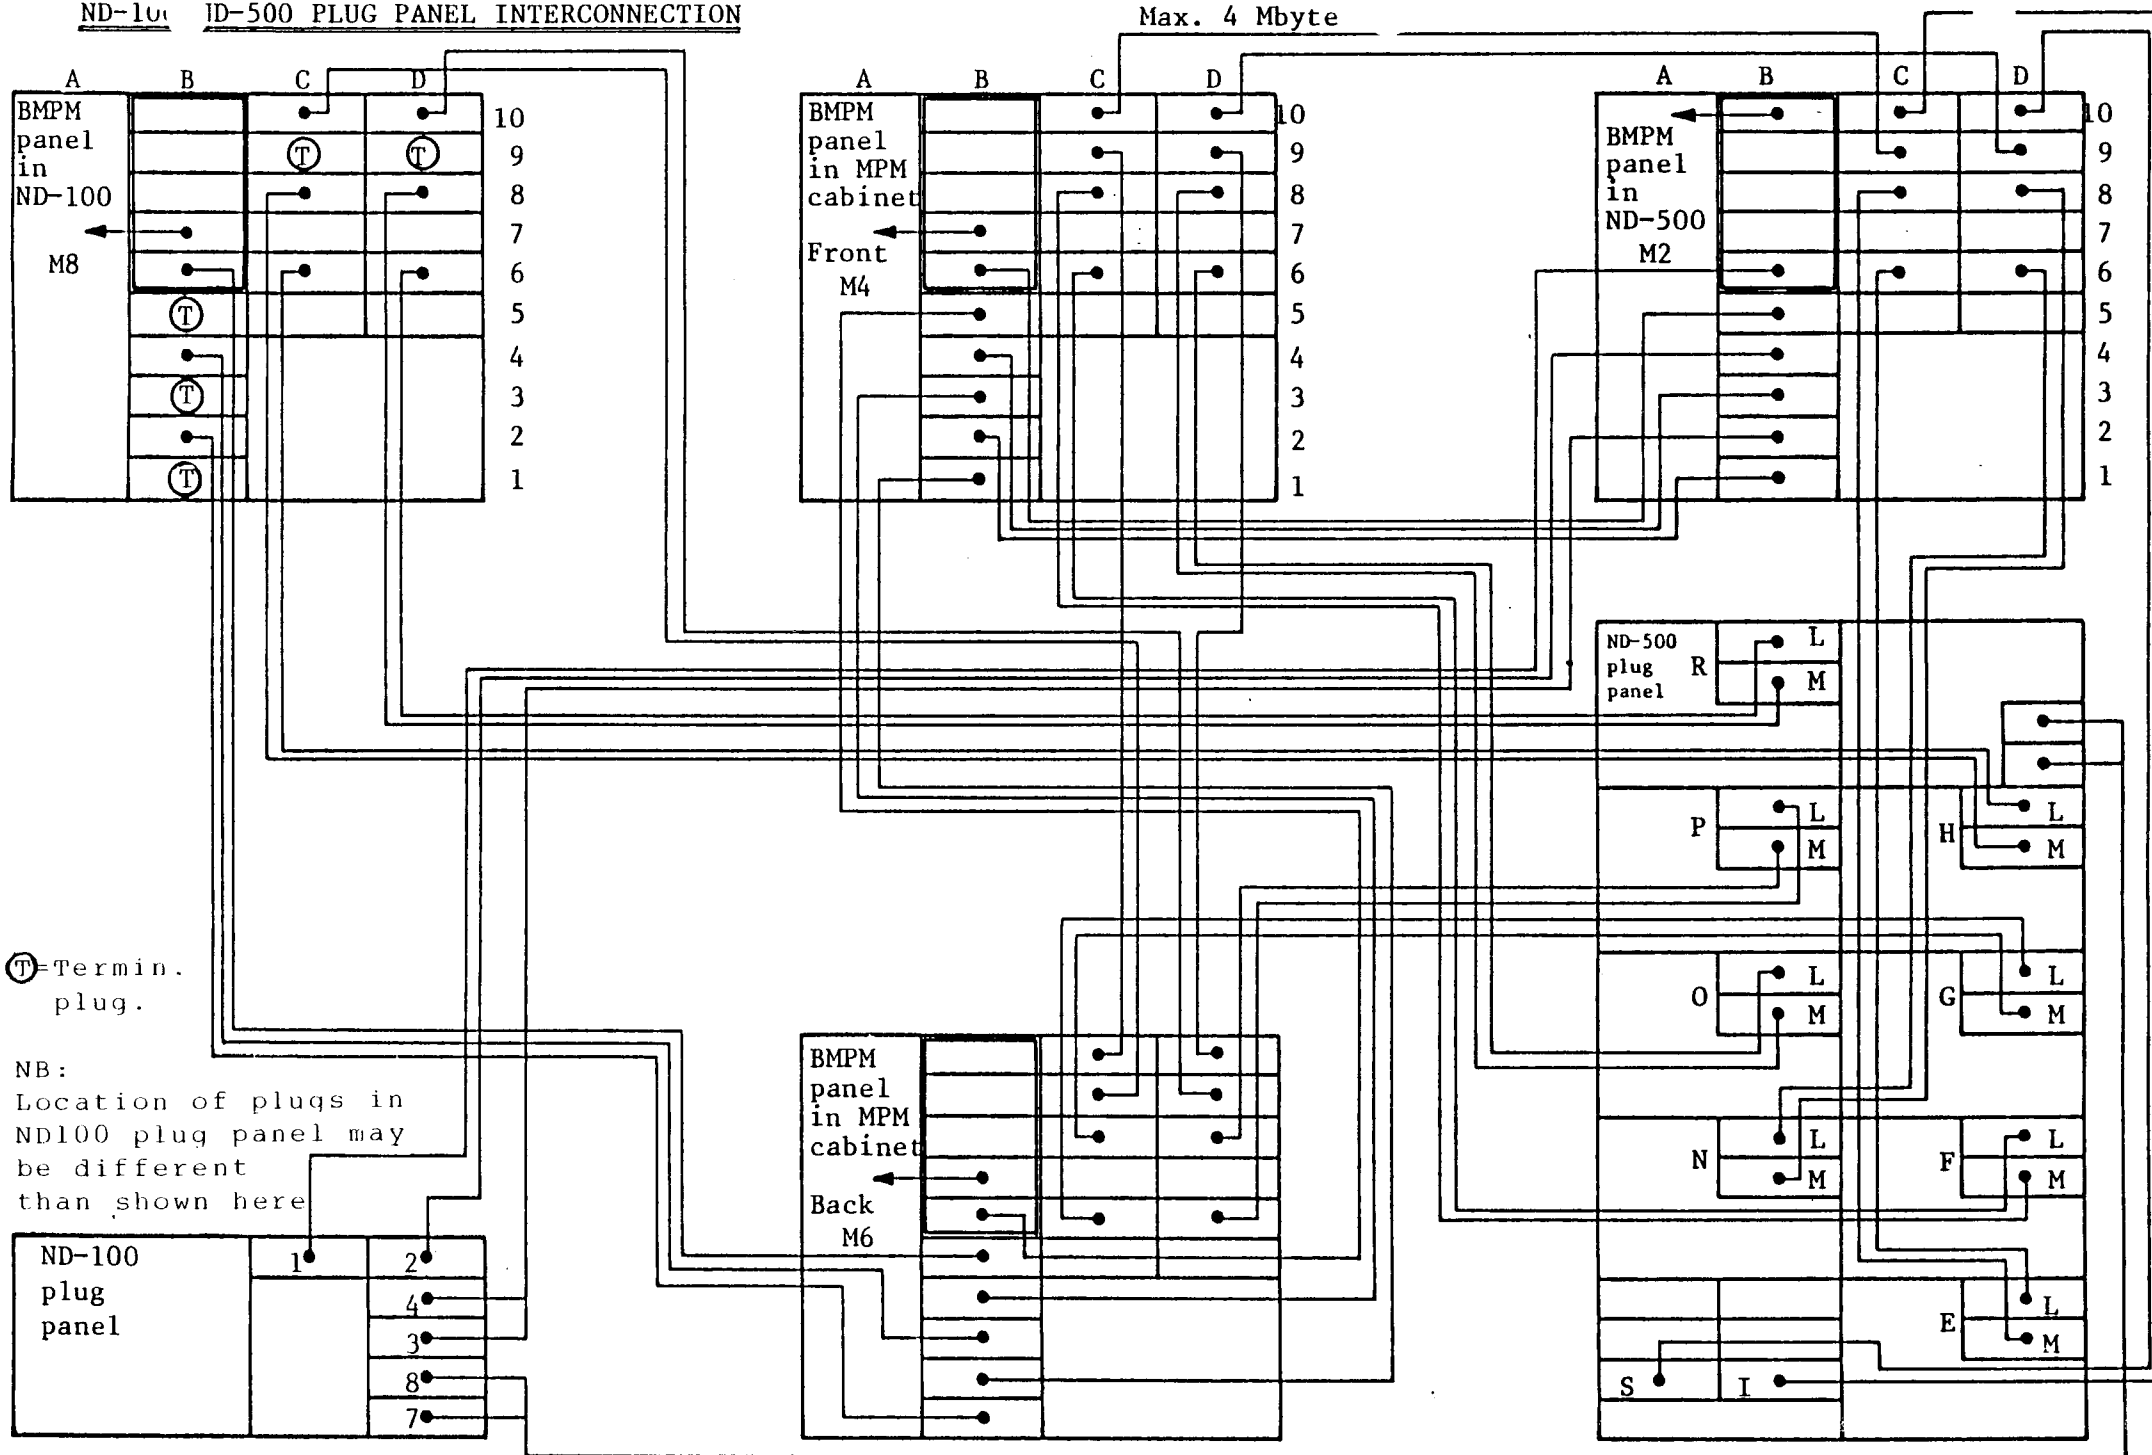 ND-100 ND-500 PLUG PANEL INTERCONNECTION
Max. 4 Mbyte
A B C D
BMPM
panel
in
ND-100
M8
10
9
8
7
6
5
4
3
2
1
T T
T
T
T
A B C D
BMPM
panel
in MPM
cabinet
Front
M4
10
9
8
7
6
5
4
3
2
1
A B C D
BMPM
panel
in
ND-500
M2
10
9
8
7
6
5
4
3
2
1
ND-500
plug
panel
R L
M
P L
M
H L
M
O L
M
G L
M
N L
M
F L
M
E L
M
S I
T=Termin.
plug.
NB:
Location of plugs in
ND100 plug panel may
be different
than shown here
BMPM
panel
in MPM
cabinet
Back
M6
ND-100
plug
panel
1 2
4
3
8
7